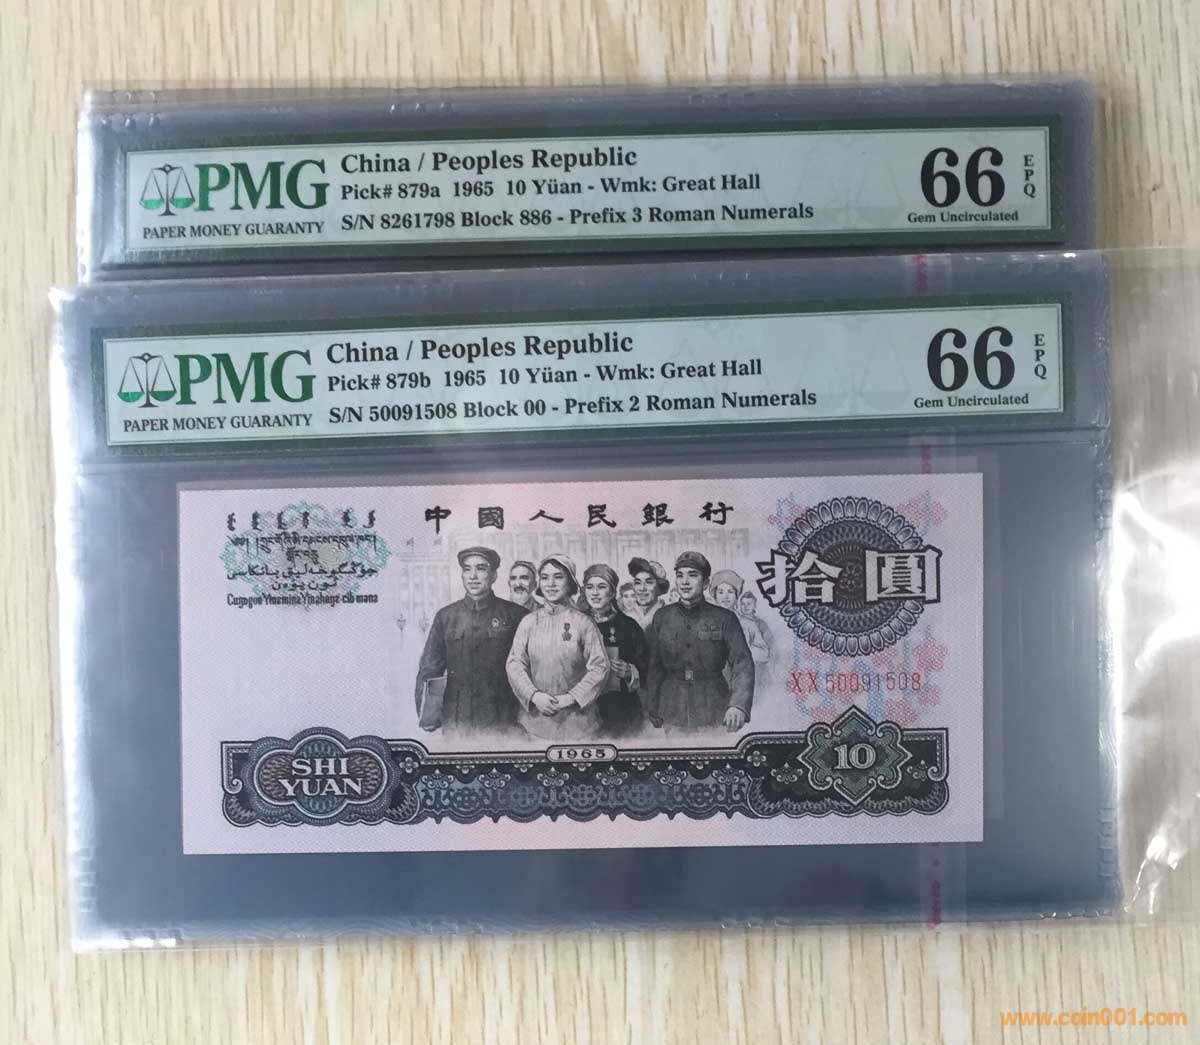 PMG
PAPER MONEY GUARANTY
China / Peoples Republic
Pick# 879a 1965 10 Yüan - Wmk: Great Hall
S/N 8261798 Block 886 - Prefix 3 Roman Numerals
66
EPQ
Gem Uncirculated
PMG
PAPER MONEY GUARANTY
China / Peoples Republic
Pick# 879b 1965 10 Yüan - Wmk: Great Hall
S/N 50091508 Block 00 - Prefix 2 Roman Numerals
66
EPQ
Gem Uncirculated
中國人民銀行
拾圓
10
XX50091508
1965
SHI
YUAN
10
www.coin001.com